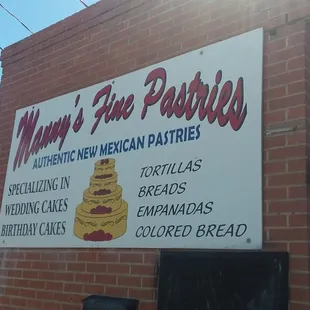 Manny's Fine Pastries
AUTHENTIC NEW MEXICAN PASTRIES
SPECIALIZING IN
WEDDING CAKES
BIRTHDAY CAKES
TORTILLAS
BREADS
EMPANADAS
COLORED BREAD